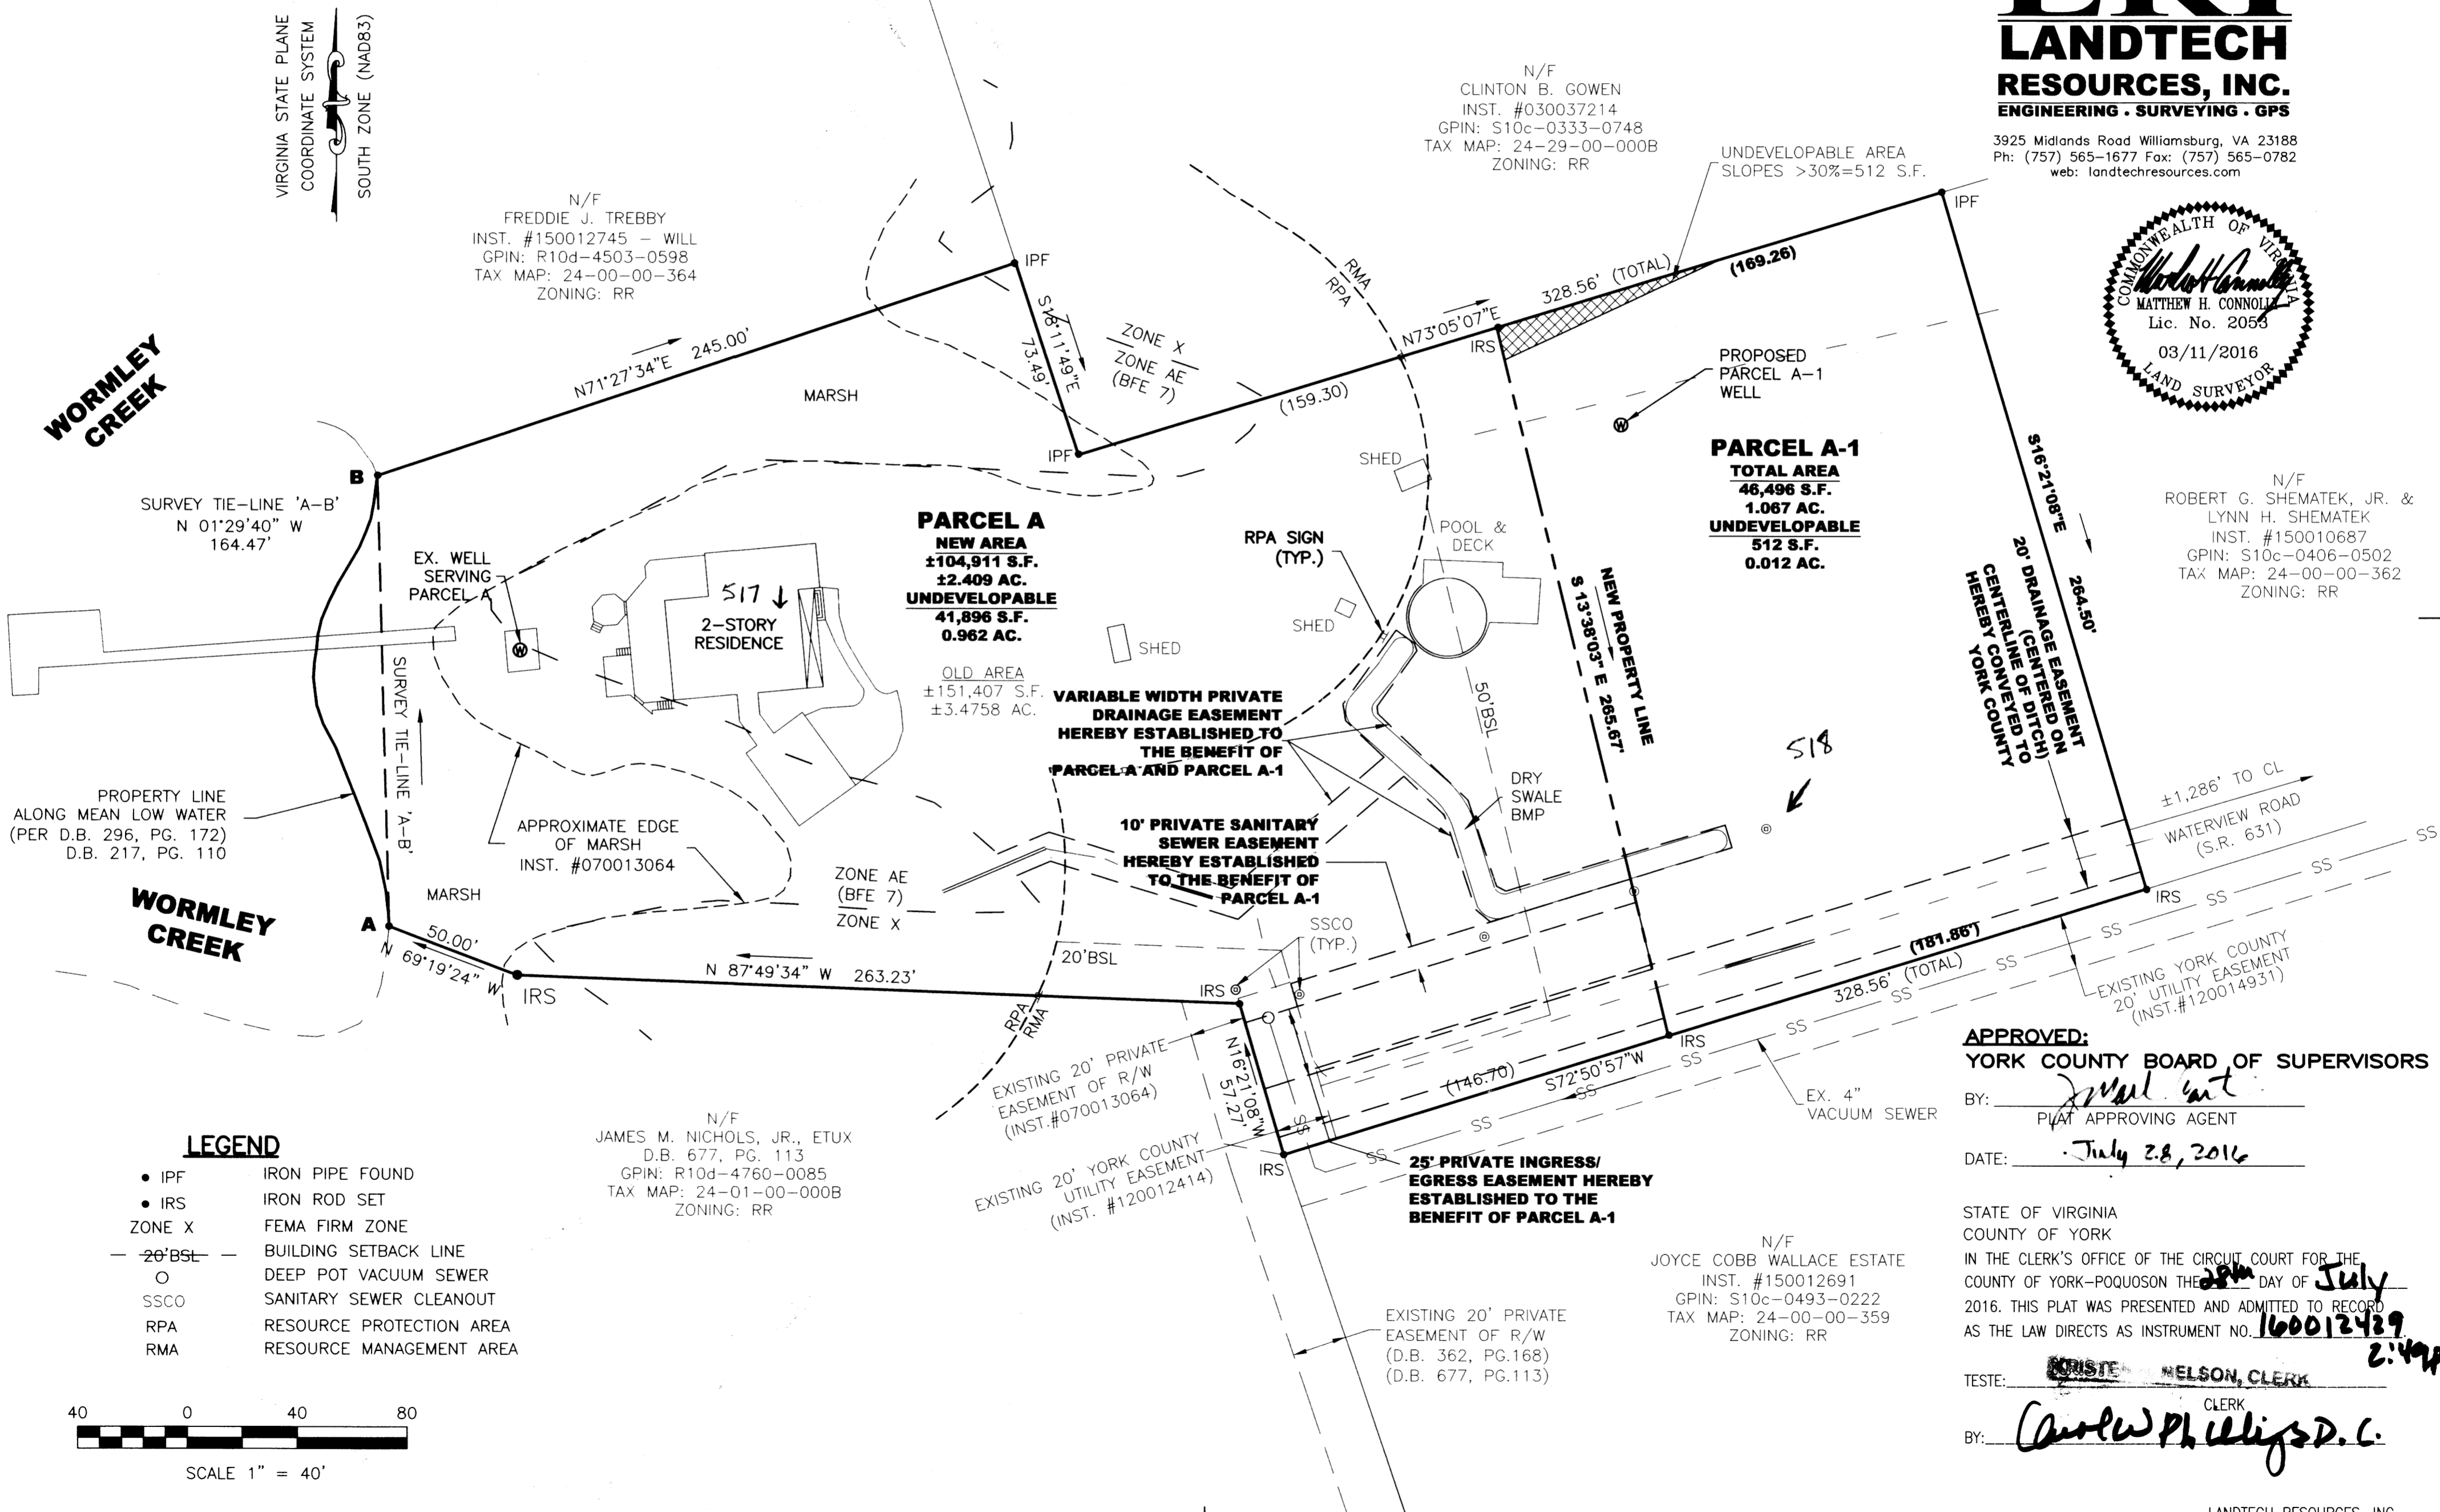 VIRGINIA STATE PLANE
COORDINATE SYSTEM
SOUTH ZONE (NAD83)
LANDTECH
RESOURCES, INC.
ENGINEERING . SURVEYING . GPS
3925 Midlands Road Williamsburg, VA 23188
Ph: (757) 565-1677 Fax: (757) 565-0782
web: landtechresources.com
COMMONWEALTH OF VIRGINIA
MATTHEW H. CONNOLLY
Lic. No. 2053
03/11/2016
LAND SURVEYOR
N/F
CLINTON B. GOWEN
INST. #030037214
GPIN: S10c-0333-0748
TAX MAP: 24-29-00-000B
ZONING: RR
UNDEVELOPABLE AREA
SLOPES >30%=512 S.F.
N/F
FREDDIE J. TREBBY
INST. #150012745 - WILL
GPIN: R10d-4503-0598
TAX MAP: 24-00-00-364
ZONING: RR
IPF
IPF
IPF
RMA
RPA
N73°05'07"E
328.56' (TOTAL)
(169.26)
(159.30)
IRS
S18°11'49"E
73.49'
ZONE X
ZONE AE
(BFE 7)
N71°27'34"E 245.00'
MARSH
WORMLEY
CREEK
B
SURVEY TIE-LINE 'A-B'
N 01°29'40" W
164.47'
PROPOSED
PARCEL A-1
WELL
W
PARCEL A-1
TOTAL AREA
46,496 S.F.
1.067 AC.
UNDEVELOPABLE
512 S.F.
0.012 AC.
S16°21'08"E
264.50'
20' DRAINAGE EASEMENT
(CENTERED ON
CENTERLINE OF DITCH)
HEREBY CONVEYED TO
YORK COUNTY
N/F
ROBERT G. SHEMATEK, JR. &
LYNN H. SHEMATEK
INST. #150010687
GPIN: S10c-0406-0502
TAX MAP: 24-00-00-362
ZONING: RR
SHED
POOL &
DECK
RPA SIGN
(TYP.)
SHED
SHED
PARCEL A
NEW AREA
±104,911 S.F.
±2.409 AC.
UNDEVELOPABLE
41,896 S.F.
0.962 AC.
OLD AREA
±151,407 S.F.
±3.4758 AC.
EX. WELL
SERVING
PARCEL A
W
517
2-STORY
RESIDENCE
NEW PROPERTY LINE
S 13°38'03" E 265.67'
50'BSL
518
VARIABLE WIDTH PRIVATE
DRAINAGE EASEMENT
HEREBY ESTABLISHED TO
THE BENEFIT OF
PARCEL A AND PARCEL A-1
DRY
SWALE
BMP
10' PRIVATE SANITARY
SEWER EASEMENT
HEREBY ESTABLISHED
TO THE BENEFIT OF
PARCEL A-1
SURVEY TIE-LINE 'A-B'
PROPERTY LINE
ALONG MEAN LOW WATER
(PER D.B. 296, PG. 172)
D.B. 217, PG. 110
APPROXIMATE EDGE
OF MARSH
INST. #070013064
ZONE AE
(BFE 7)
ZONE X
MARSH
WORMLEY
CREEK
A
50.00'
N 69°19'24" W
IRS
N 87°49'34" W 263.23'
20'BSL
SSCO
(TYP.)
IRS
RPA
RMA
±1,286' TO CL
WATERVIEW ROAD
(S.R. 631)
SS
SS
SS
SS
SS
SS
SS
SS
SS
SS
SS
SS
IRS
(181.86')
328.56' (TOTAL)
EXISTING YORK COUNTY
20' UTILITY EASEMENT
(INST.#120014931)
IRS
(146.70)
S72°50'57"W
EX. 4"
VACUUM SEWER
N16°21'08"W
57.27'
IRS
EXISTING 20' PRIVATE
EASEMENT OF R/W
(INST.#070013064)
EXISTING 20' YORK COUNTY
UTILITY EASEMENT
(INST. #120012414)
25' PRIVATE INGRESS/
EGRESS EASEMENT HEREBY
ESTABLISHED TO THE
BENEFIT OF PARCEL A-1
N/F
JAMES M. NICHOLS, JR., ETUX
D.B. 677, PG. 113
GPIN: R10d-4760-0085
TAX MAP: 24-01-00-000B
ZONING: RR
N/F
JOYCE COBB WALLACE ESTATE
INST. #150012691
GPIN: S10c-0493-0222
TAX MAP: 24-00-00-359
ZONING: RR
EXISTING 20' PRIVATE
EASEMENT OF R/W
(D.B. 362, PG.168)
(D.B. 677, PG.113)
LEGEND
IPF IRON PIPE FOUND
IRS IRON ROD SET
ZONE X FEMA FIRM ZONE
20'BSL BUILDING SETBACK LINE
DEEP POT VACUUM SEWER
SSCO SANITARY SEWER CLEANOUT
RPA RESOURCE PROTECTION AREA
RMA RESOURCE MANAGEMENT AREA
40 0 40 80
SCALE 1" = 40'
APPROVED:
YORK COUNTY BOARD OF SUPERVISORS
BY:
PLAT APPROVING AGENT
DATE: July 28, 2016
STATE OF VIRGINIA
COUNTY OF YORK
IN THE CLERK'S OFFICE OF THE CIRCUIT COURT FOR THE
COUNTY OF YORK-POQUOSON THE 28th DAY OF July
2016. THIS PLAT WAS PRESENTED AND ADMITTED TO RECORD
AS THE LAW DIRECTS AS INSTRUMENT NO. 160012429
2:49p
TESTE: NELSON, CLERK
CLERK
BY: Carol W Phillips D.C.
LANDTECH RESOURCES, INC.